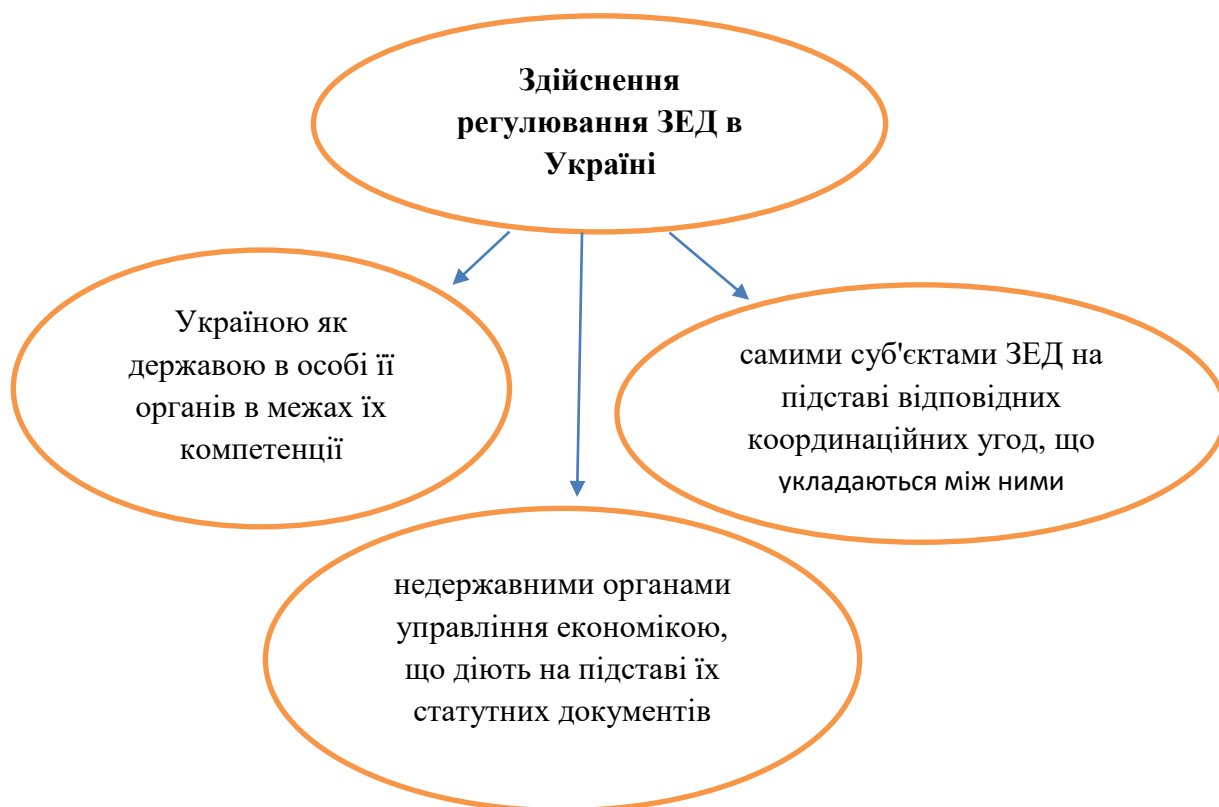 Здійснення
регулювання ЗЕД в
Україні
Україною як
державою в особі її
органів в межах їх
компетенції
самими суб'єктами ЗЕД на
підставі відповідних
координаційних угод, що
укладаються між ними
недержавними органами
управління економікою,
що діють на підставі їх
статутних документів